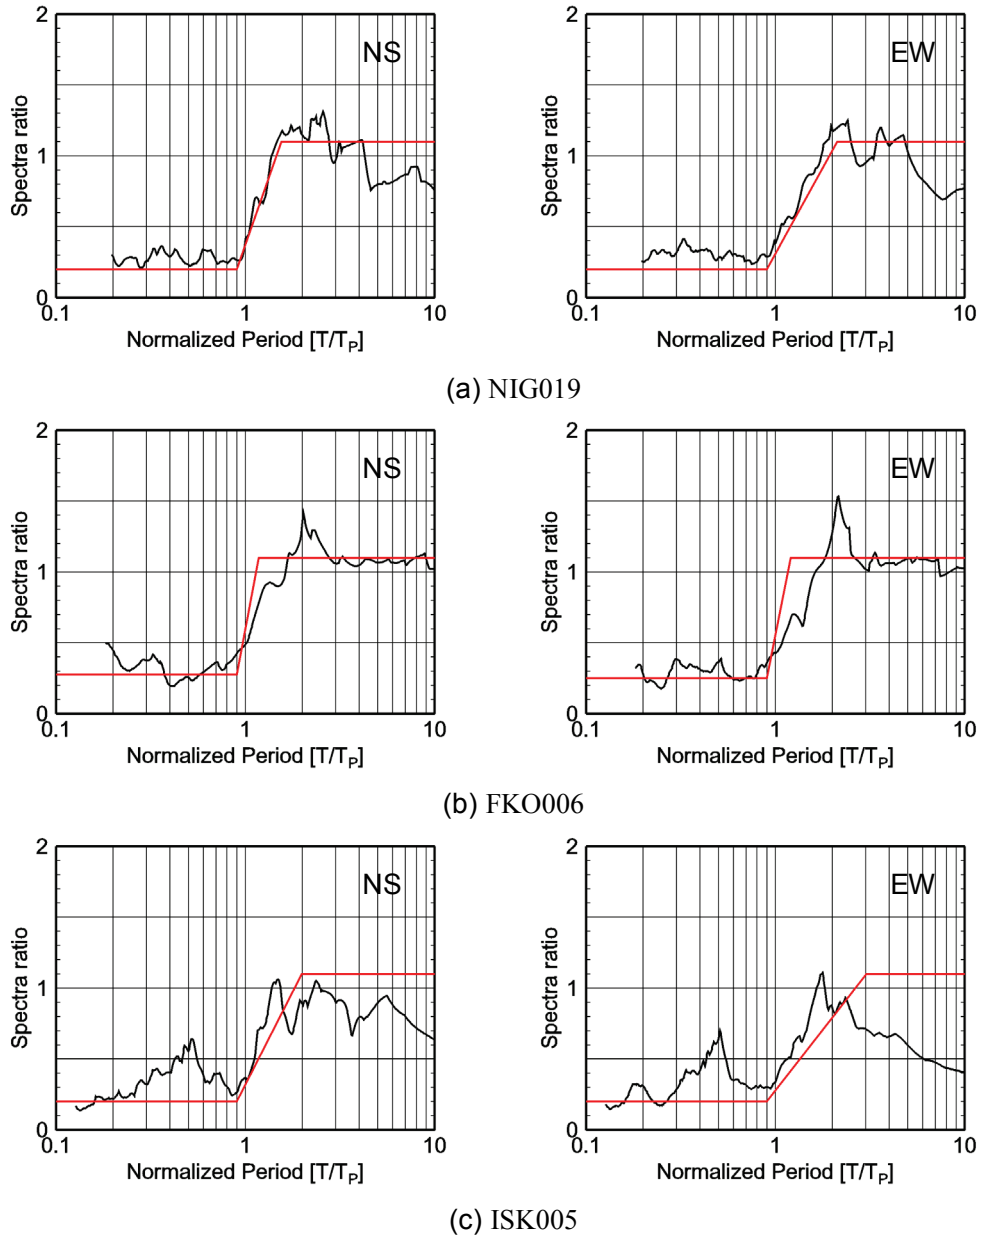 2
NS
Spectra ratio
1
0
0.1
1
10
Normalized Period [T/TP]
2
EW
Spectra ratio
1
0
0.1
1
10
Normalized Period [T/TP]
(a) NIG019
2
NS
Spectra ratio
1
0
0.1
1
10
Normalized Period [T/TP]
2
EW
Spectra ratio
1
0
0.1
1
10
Normalized Period [T/TP]
(b) FKO006
2
NS
Spectra ratio
1
0
0.1
1
10
Normalized Period [T/TP]
2
EW
Spectra ratio
1
0
0.1
1
10
Normalized Period [T/TP]
(c) ISK005